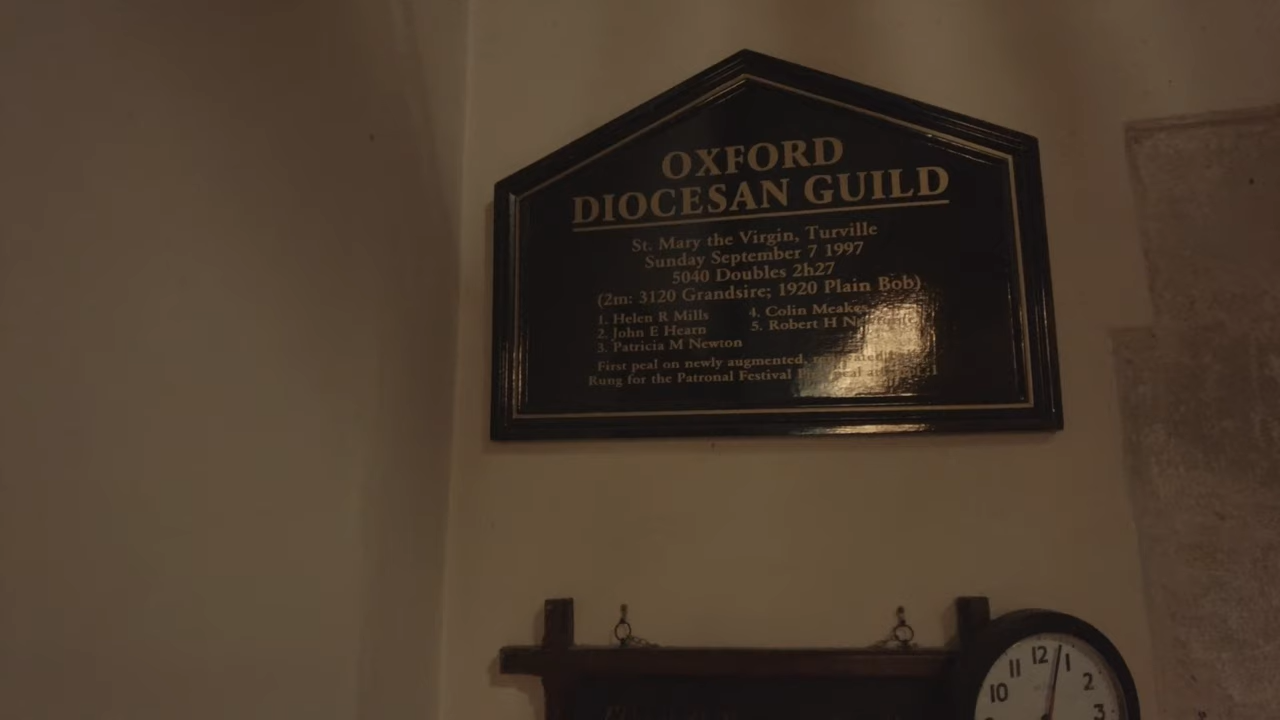 OXFORD
DIOCESAN GUILD
St. Mary the Virgin, Turville
Sunday September 7 1997
5040 Doubles 2h27
(2m: 3120 Grandsire; 1920 Plain Bob)
1. Helen R Mills
2. John E Hearn
3. Patricia M Newton
4. Colin Meakes
5. Robert H
First peal on newly augmented,
Rung for the Patronal Festival
10 11 12 1 2 3